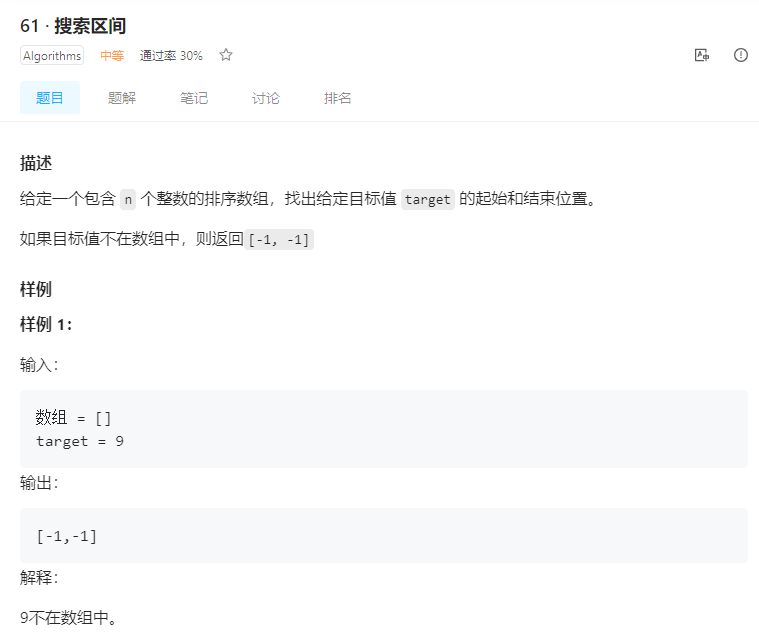 61 · 搜索区间
Algorithms 中等 通过率 30%
题目 题解 笔记 讨论 排名
描述
给定一个包含 n 个整数的排序数组，找出给定目标值 target 的起始和结束位置。
如果目标值不在数组中，则返回[-1, -1]
样例
样例 1：
输入：
数组 = []
target = 9
输出：
[-1,-1]
解释：
9不在数组中。